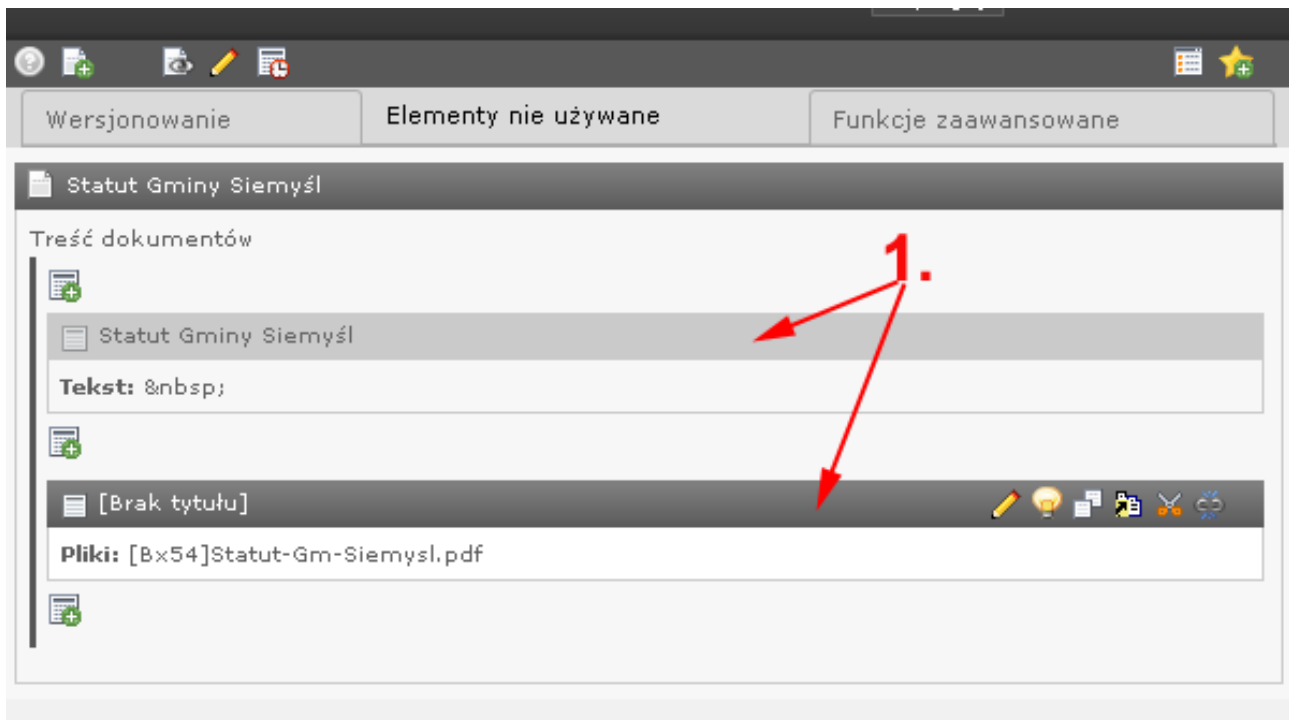 Wersjonowanie Elementy nie używane Funkcje zaawansowane
Statut Gminy Siemyśl
Treść dokumentów
1.
Statut Gminy Siemyśl
Tekst: &nbsp;
[Brak tytułu]
Pliki: [Bx54]Statut-Gm-Siemysl.pdf